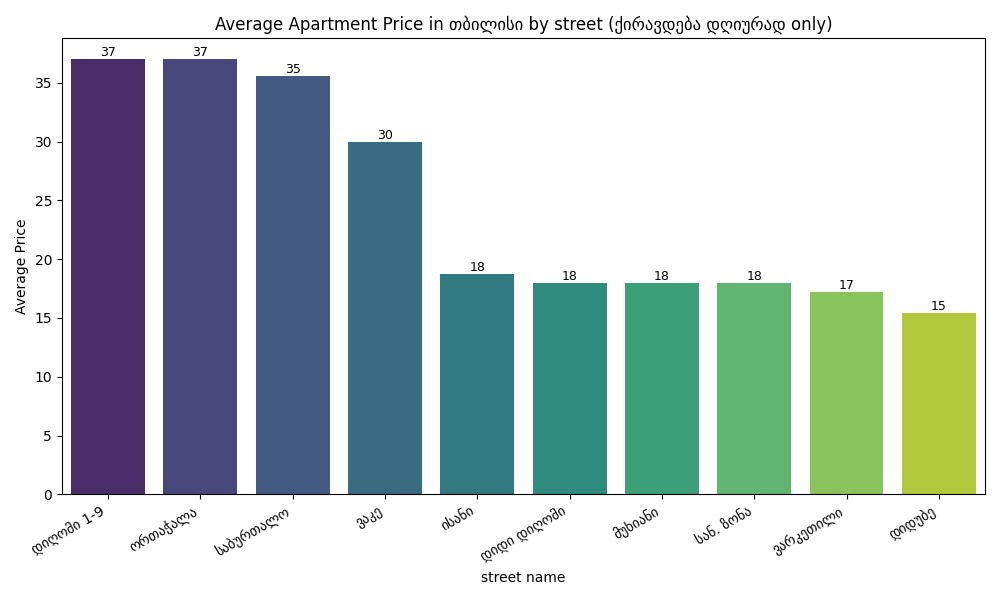 Average Apartment Price in თბილისი by street (ქირავდება დღიურად only)
Average Price
35
30
25
20
15
10
5
0
37
37
35
30
18
18
18
18
17
15
დიღომი 1-9
ორთაჭალა
საბურთალო
ვაკე
ისანი
დიდი დიღომი
მუხიანი
სან. ზონა
ვარკეთილი
დიდუბე
street name